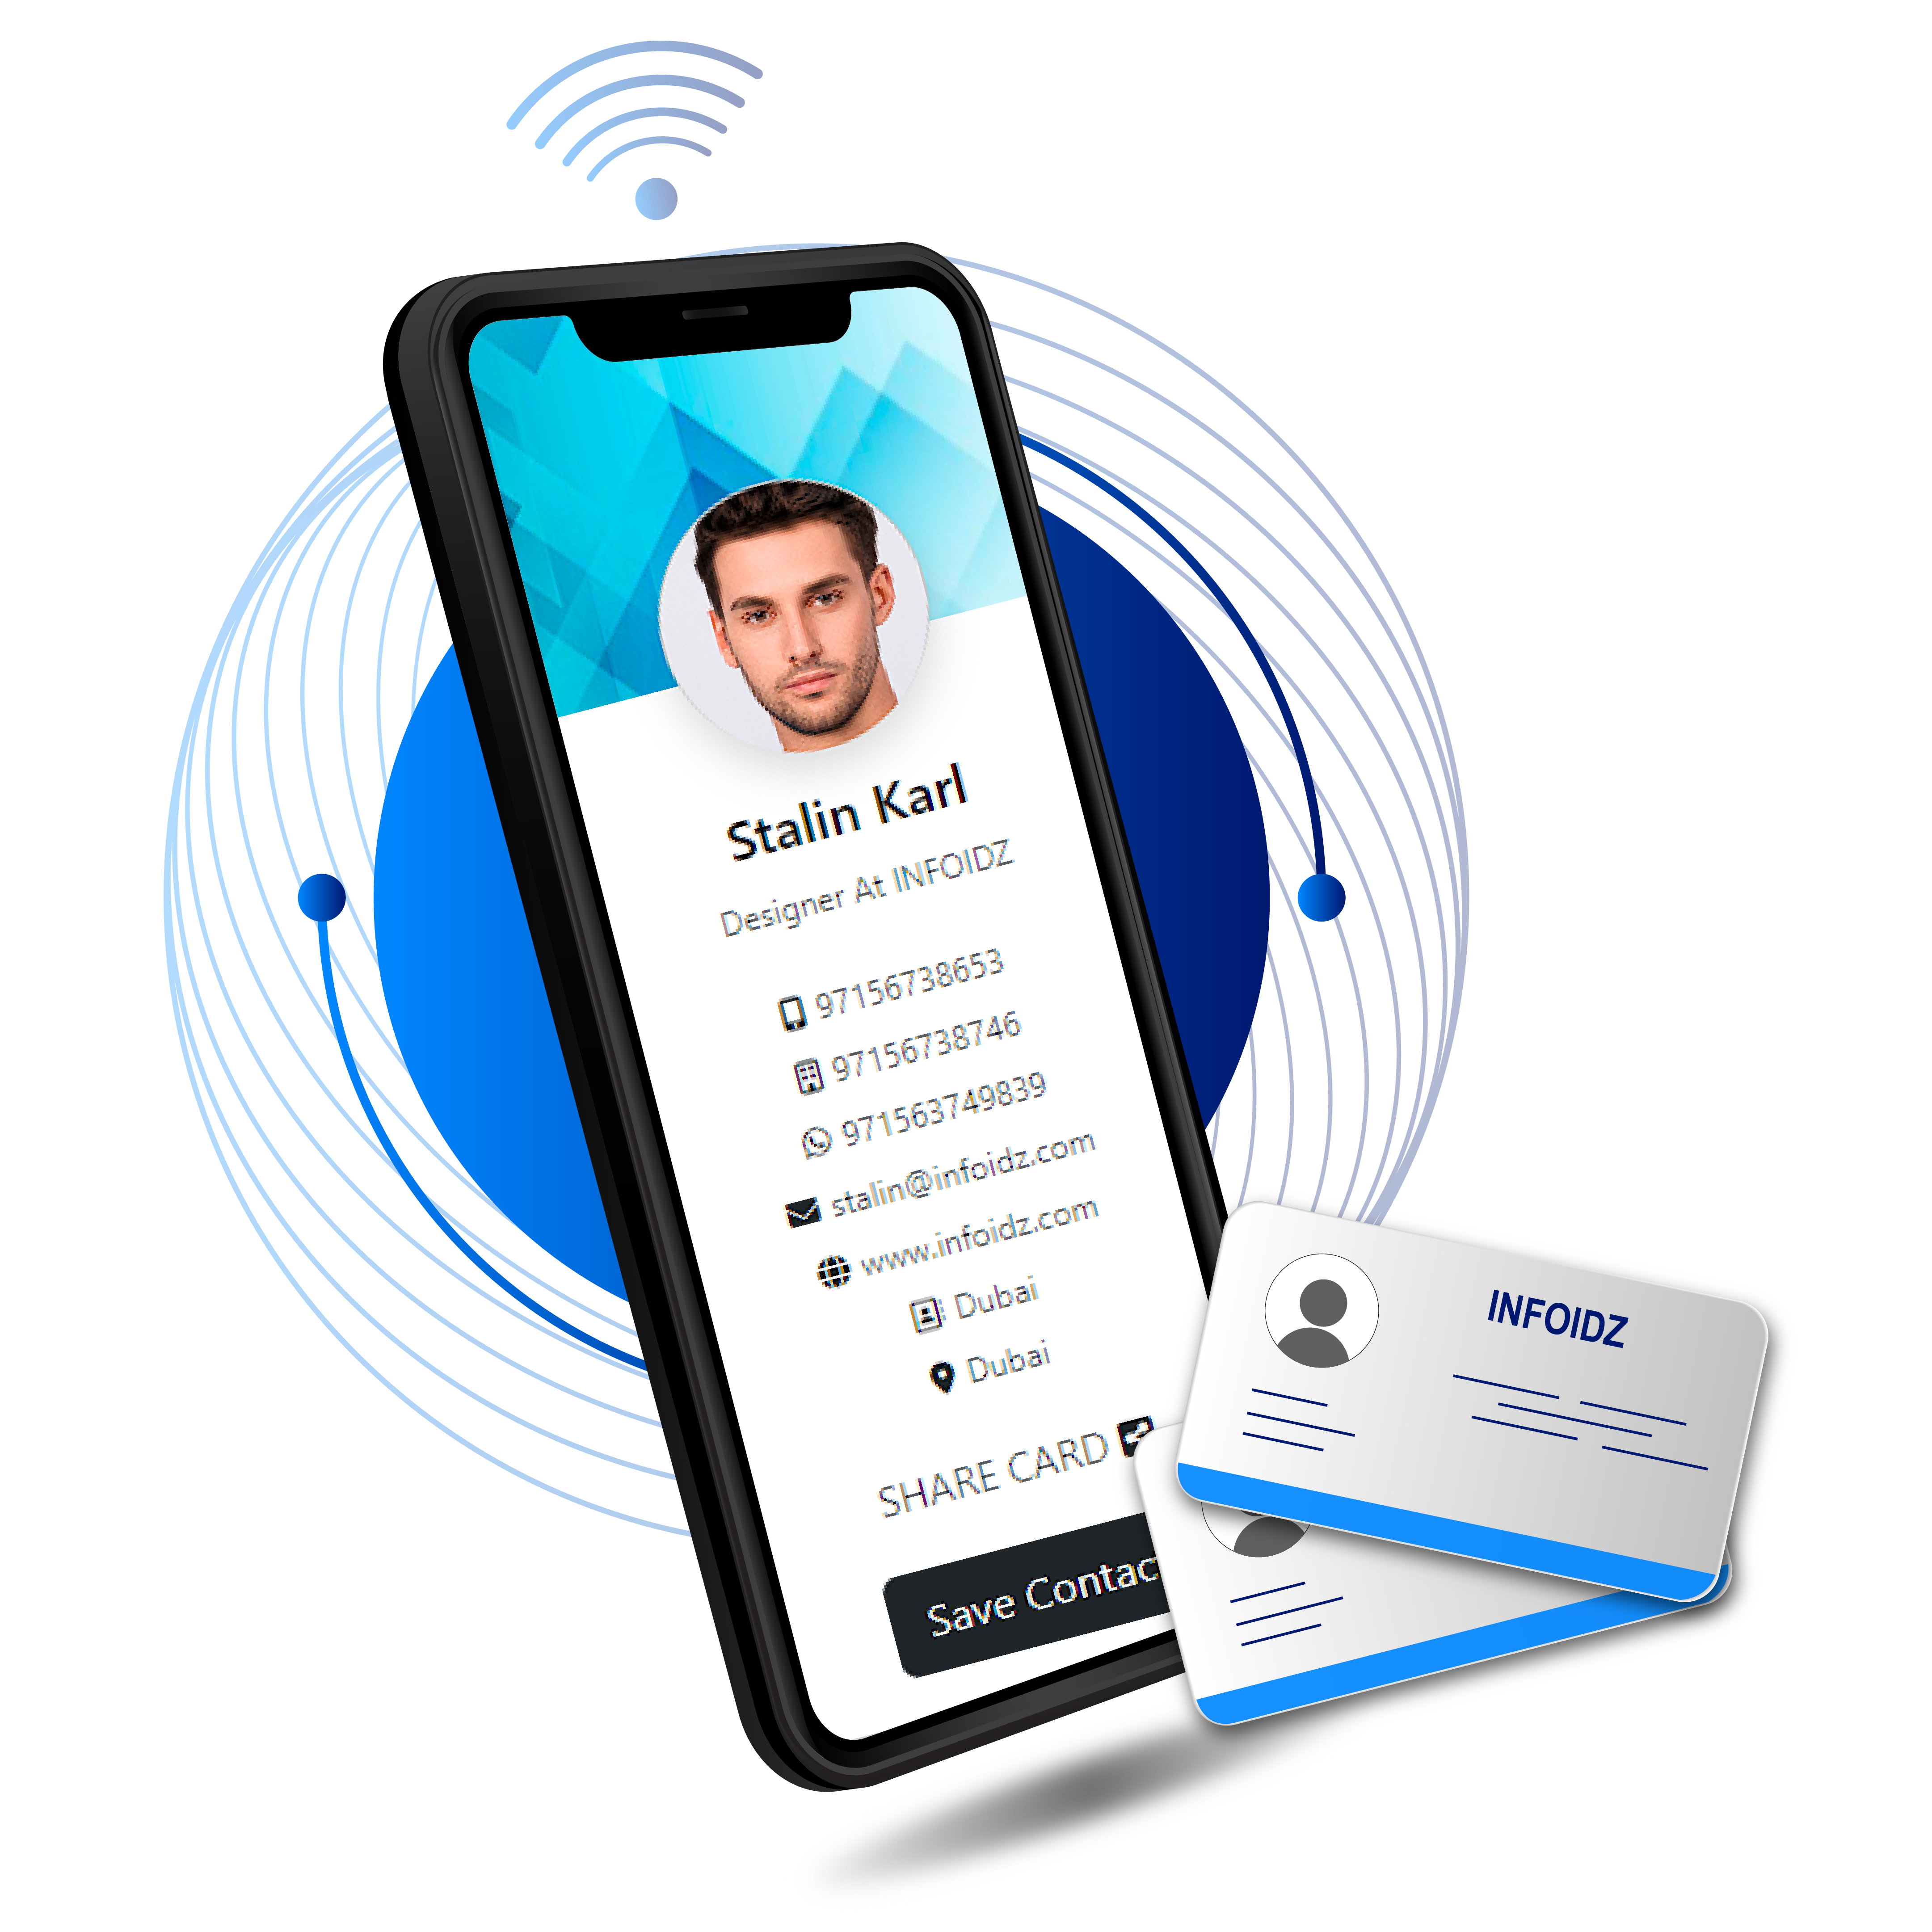 Stalin Karl
Designer At INFOIDZ
97156738653
97156738746
971563749839
stalin@infoidz.com
www.infoidz.com
Dubai
Dubai
SHARE CARD
Save Contac
INFOIDZ